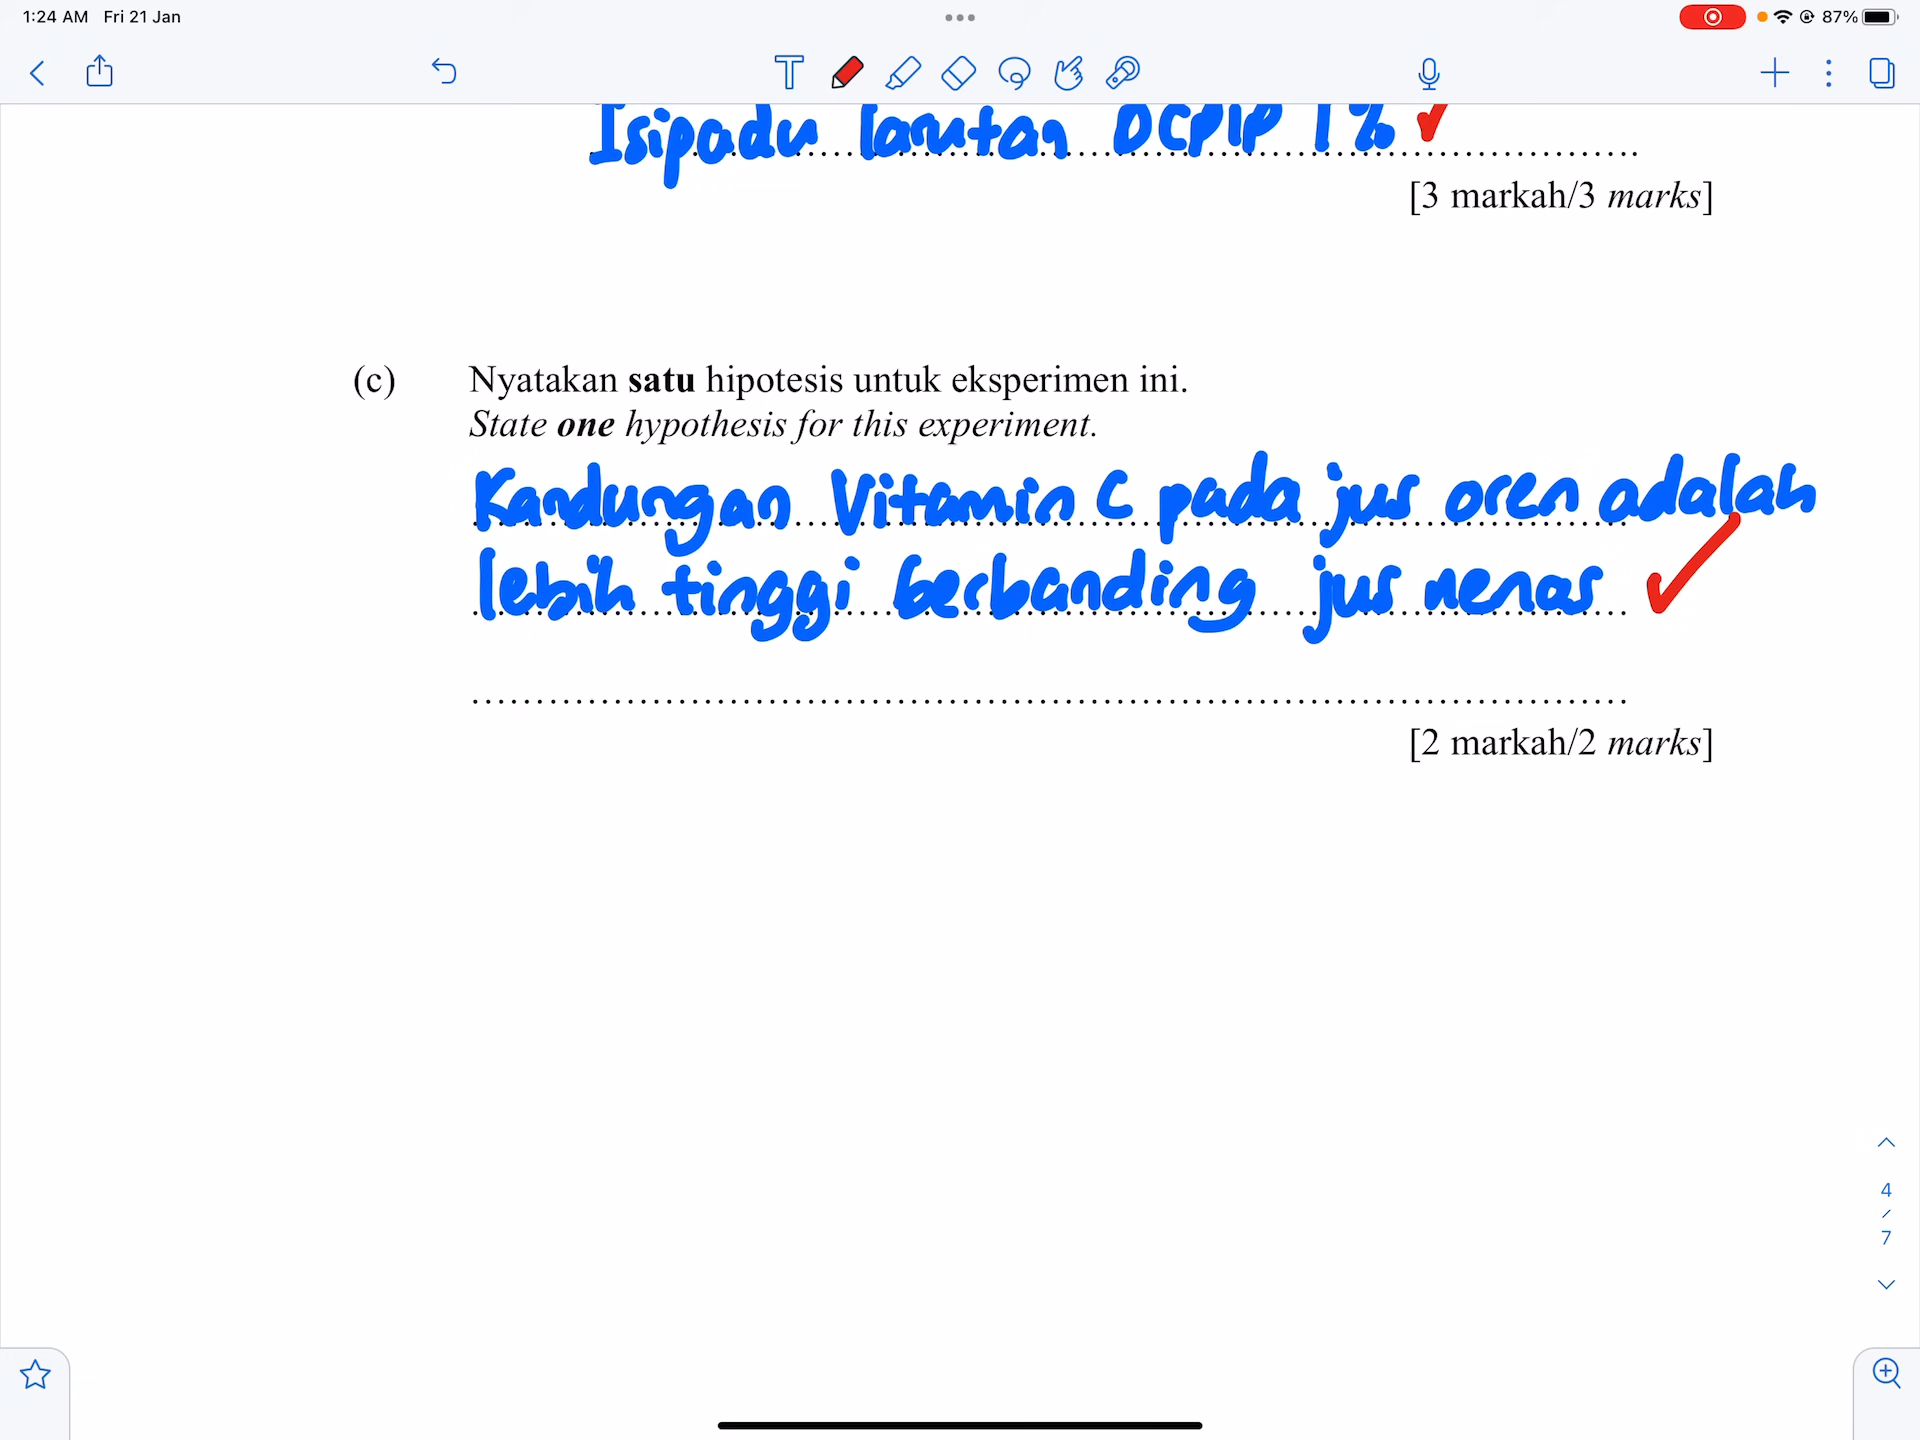 1:24 AM Fri 21 Jan
87%
Isipadu larutan DCPIP 1%
[3 markah/3 marks]
(c) Nyatakan satu hipotesis untuk eksperimen ini.
State one hypothesis for this experiment.
Kandungan Vitamin C pada jus oren adalah
lebih tinggi berbanding jus nenas
[2 markah/2 marks]
4
/
7